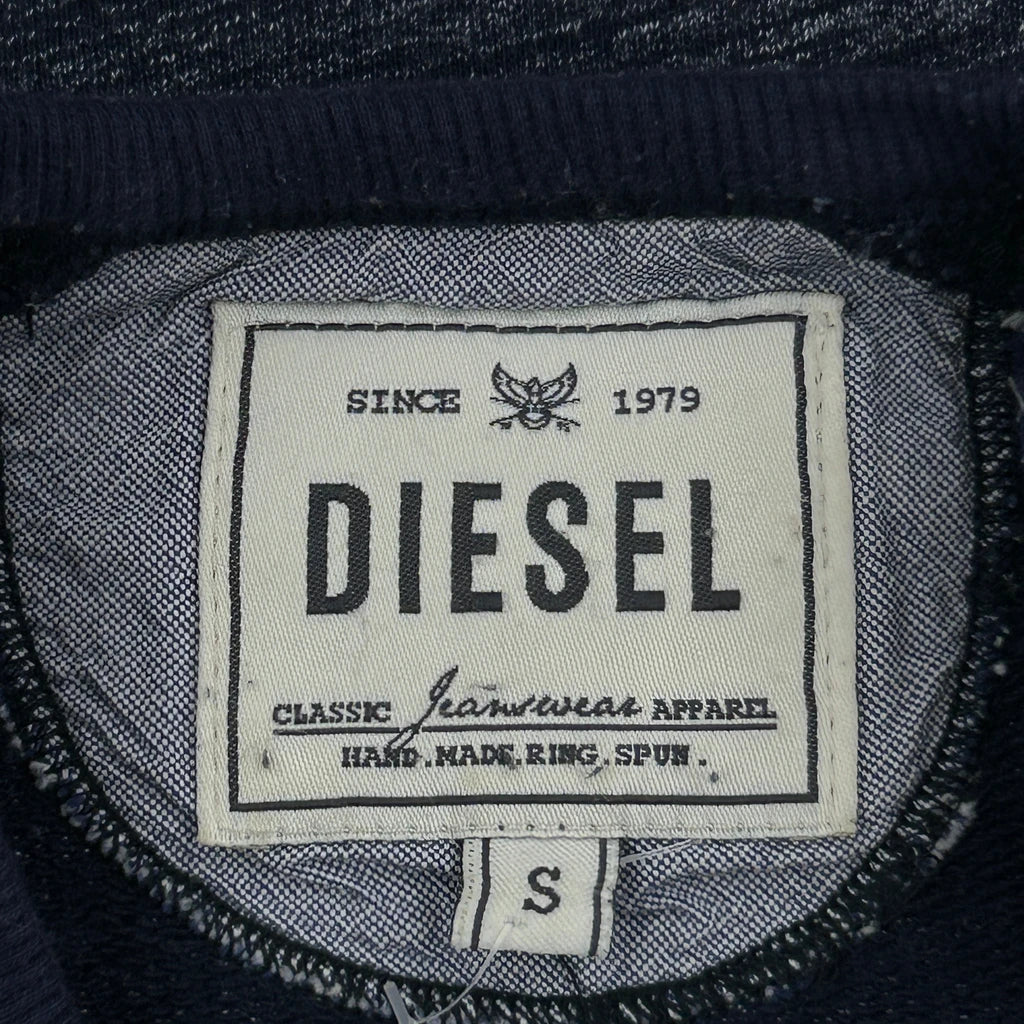 SINCE 1979
DIESEL
CLASSIC Jeanswear APPAREL
HAND.MADE.RING.SPUN.
S